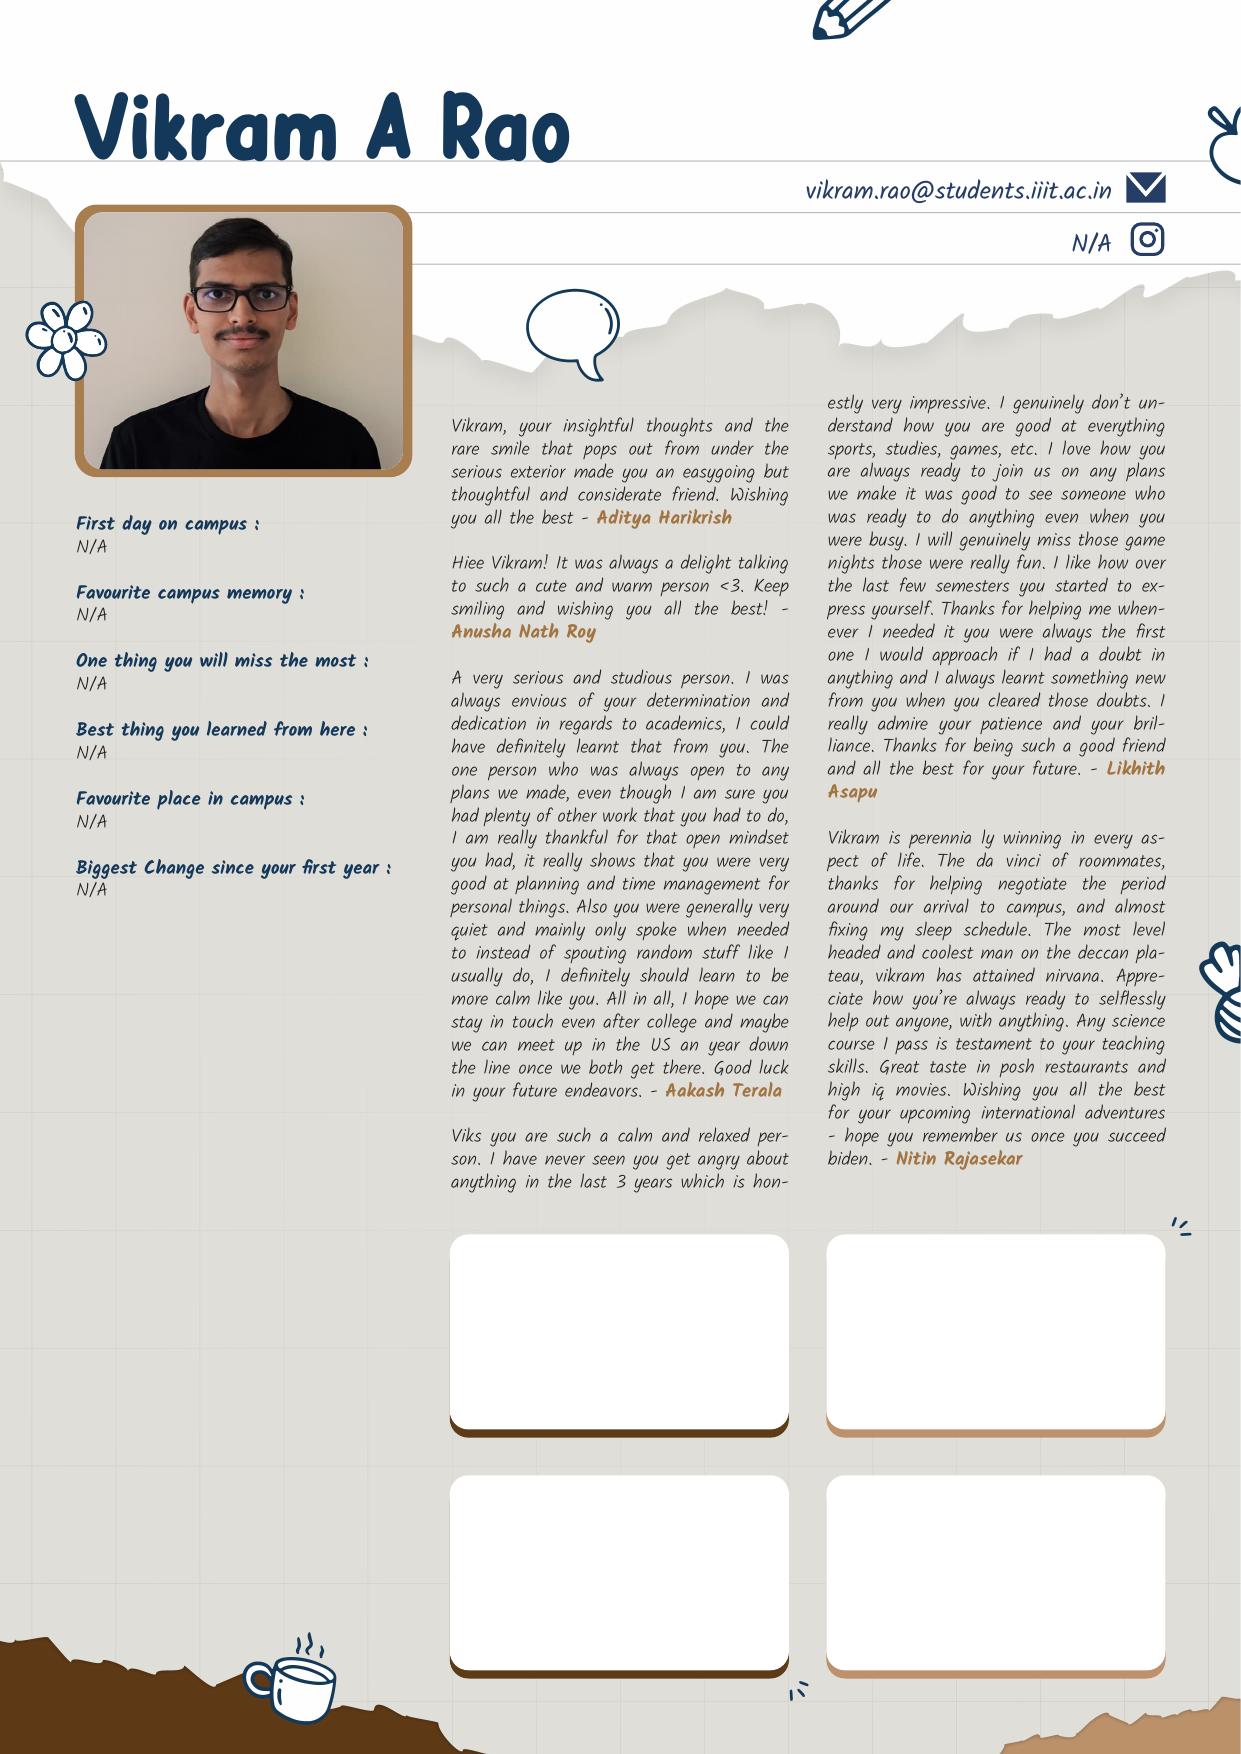 Vikram A Rao
vikram.rao@students.iiit.ac.in
N/A
First day on campus :
N/A
Favourite campus memory :
N/A
One thing you will miss the most :
N/A
Best thing you learned from here :
N/A
Favourite place in campus :
N/A
Biggest Change since your first year :
N/A
Vikram, your insightful thoughts and the
rare smile that pops out from under the
serious exterior made you an easygoing but
thoughtful and considerate friend. Wishing
you all the best - Aditya Harikrish
Hiee Vikram! It was always a delight talking
to such a cute and warm person <3. Keep
smiling and wishing you all the best! -
Anusha Nath Roy
A very serious and studious person. I was
always envious of your determination and
dedication in regards to academics, I could
have definitely learnt that from you. The
one person who was always open to any
plans we made, even though I am sure you
had plenty of other work that you had to do,
I am really thankful for that open mindset
you had, it really shows that you were very
good at planning and time management for
personal things. Also you were generally very
quiet and mainly only spoke when needed
to instead of spouting random stuff like I
usually do, I definitely should learn to be
more calm like you. All in all, I hope we can
stay in touch even after college and maybe
we can meet up in the US an year down
the line once we both get there. Good luck
in your future endeavors. - Aakash Terala
Viks you are such a calm and relaxed per-
son. I have never seen you get angry about
anything in the last 3 years which is hon-
estly very impressive. I genuinely don't un-
derstand how you are good at everything
sports, studies, games, etc. I love how you
are always ready to join us on any plans
we make it was good to see someone who
was ready to do anything even when you
were busy. I will genuinely miss those game
nights those were really fun. I like how over
the last few semesters you started to ex-
press yourself. Thanks for helping me when-
ever I needed it you were always the first
one I would approach if I had a doubt in
anything and I always learnt something new
from you when you cleared those doubts. I
really admire your patience and your bril-
liance. Thanks for being such a good friend
and all the best for your future. - Likhith
Asapu
Vikram is perennia ly winning in every as-
pect of life. The da vinci of roommates,
thanks for helping negotiate the period
around our arrival to campus, and almost
fixing my sleep schedule. The most level
headed and coolest man on the deccan pla-
teau, vikram has attained nirvana. Appre-
ciate how you're always ready to selflessly
help out anyone, with anything. Any science
course I pass is testament to your teaching
skills. Great taste in posh restaurants and
high iq movies. Wishing you all the best
for your upcoming international adventures
- hope you remember us once you succeed
biden. - Nitin Rajasekar